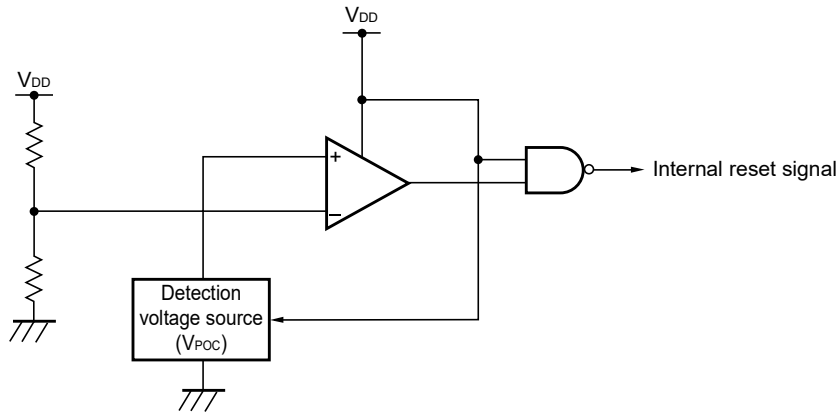 VDD
VDD
+
−
Internal reset signal
Detection
voltage source
(VPOC)